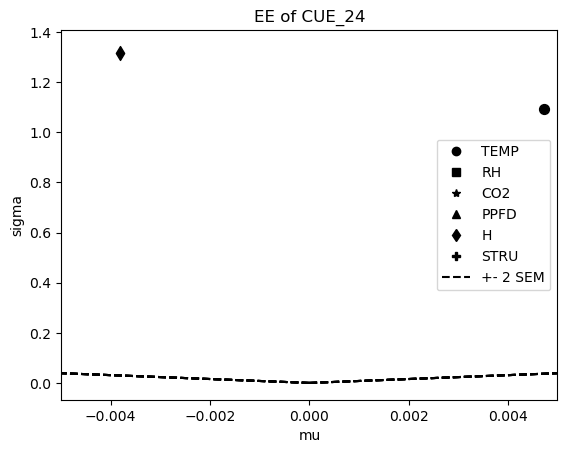 EE of CUE_24
1.4
1.2
1.0
0.8
0.6
0.4
0.2
0.0
sigma
TEMP
RH
CO2
PPFD
H
STRU
+- 2 SEM
−0.004 −0.002 0.000 0.002 0.004
mu